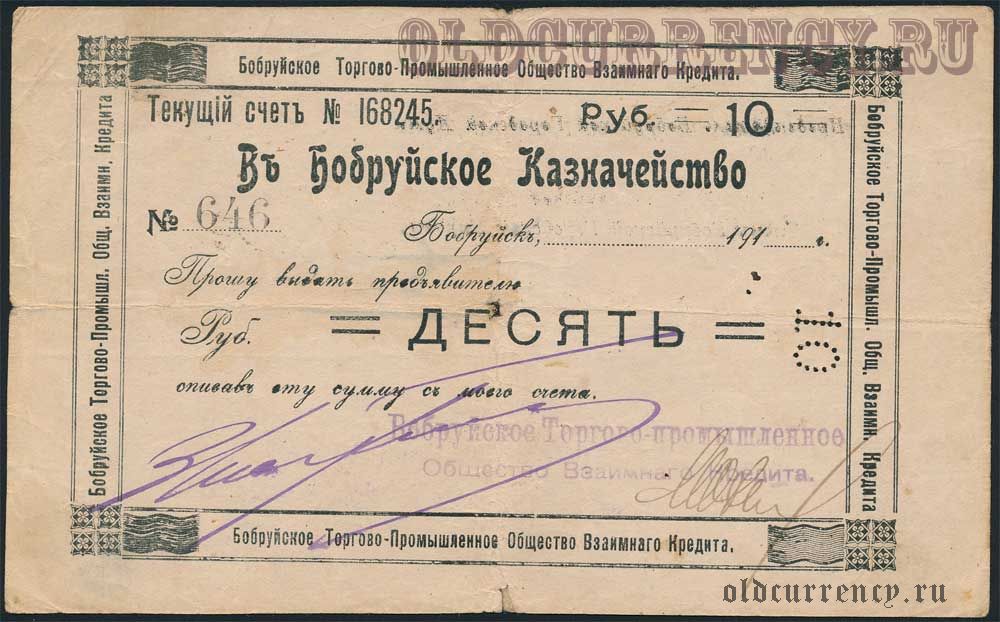 OLDCURRENCY.RU
Бобруйское Торгово-Промышленное Общество Взаимнаго Кредита.
Текущій счетъ № 168245. Руб. = 10 =
Въ Бобруйское Казначейство
№ 646
Бобруйскъ, 191 г.
Прошу выдать предъявителю
Руб. = ДЕСЯТЬ =
списавъ эту сумму съ моего счета.
10
Бобруйское Торгово-промышленное
Общество Взаимнаго Кредита.
Бобруйское Торгово-Промышл. Общ. Взаимн. Кредита
Бобруйское Торгово-Промышл. Общ. Взаимн. Кредита
Бобруйское Торгово-Промышленное Общество Взаимнаго Кредита.
oldcurrency.ru